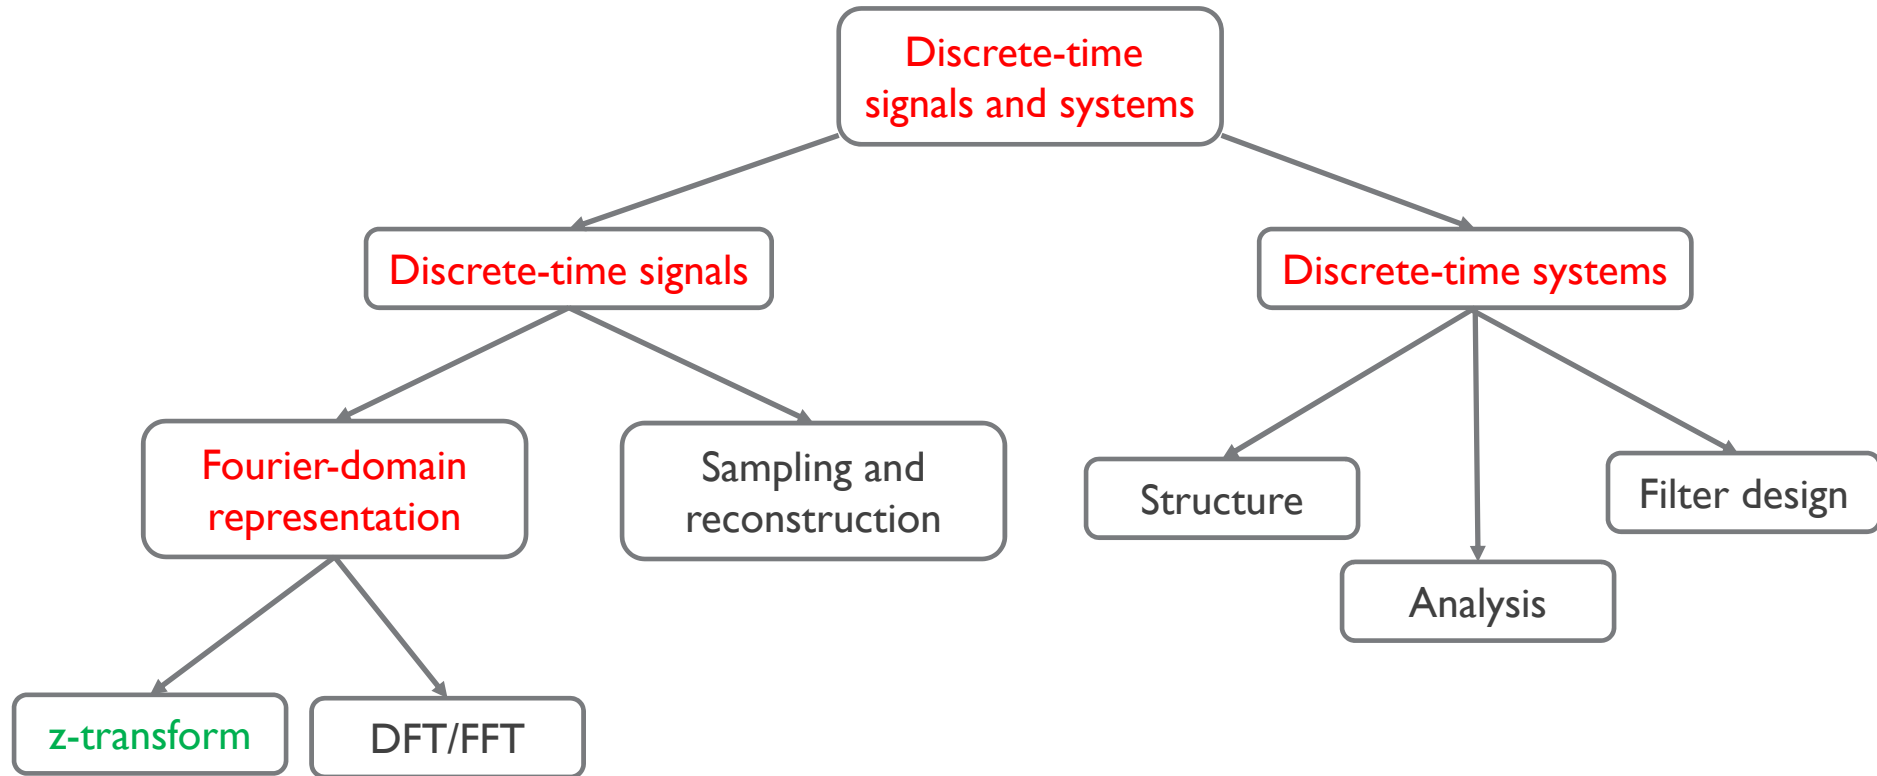 Discrete-time
signals and systems
Discrete-time signals
Discrete-time systems
Fourier-domain
representation
Sampling and
reconstruction
Structure
Filter design
Analysis
z-transform
DFT/FFT